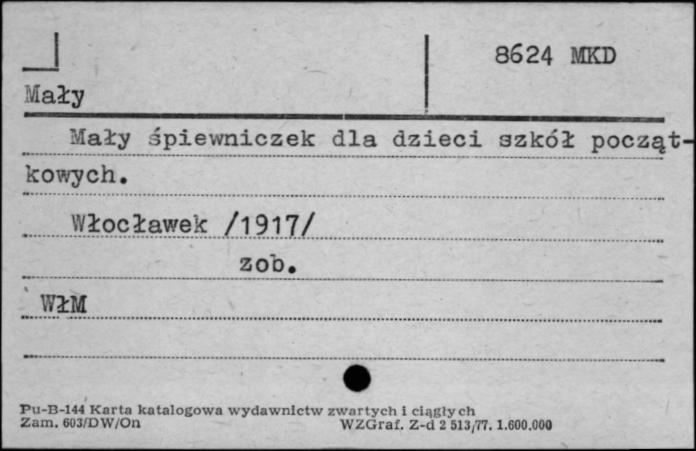 8624 MKD
Mały
Mały śpiewniczek dla dzieci szkół począt-
kowych.
Włocławek /1917/
zob.
WłM
Pu-B-144 Karta katalogowa wydawnictw zwartych i ciągłych
Zam. 603/DW/On WZGraf. Z-d 2 513/77. 1.600.000